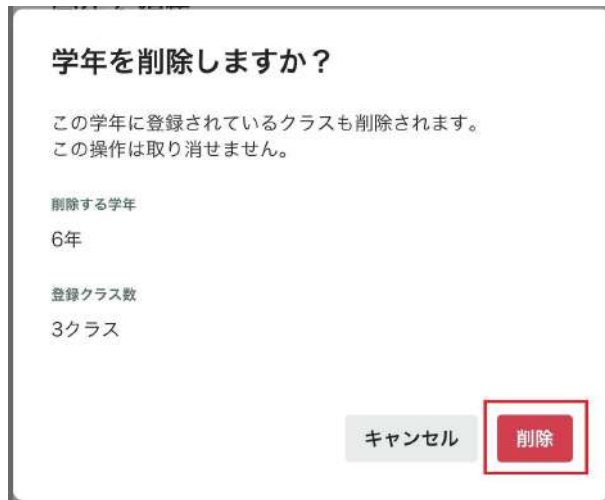 学年を削除しますか？
この学年に登録されているクラスも削除されます。
この操作は取り消せません。
削除する学年
6年
登録クラス数
3クラス
キャンセル
削除